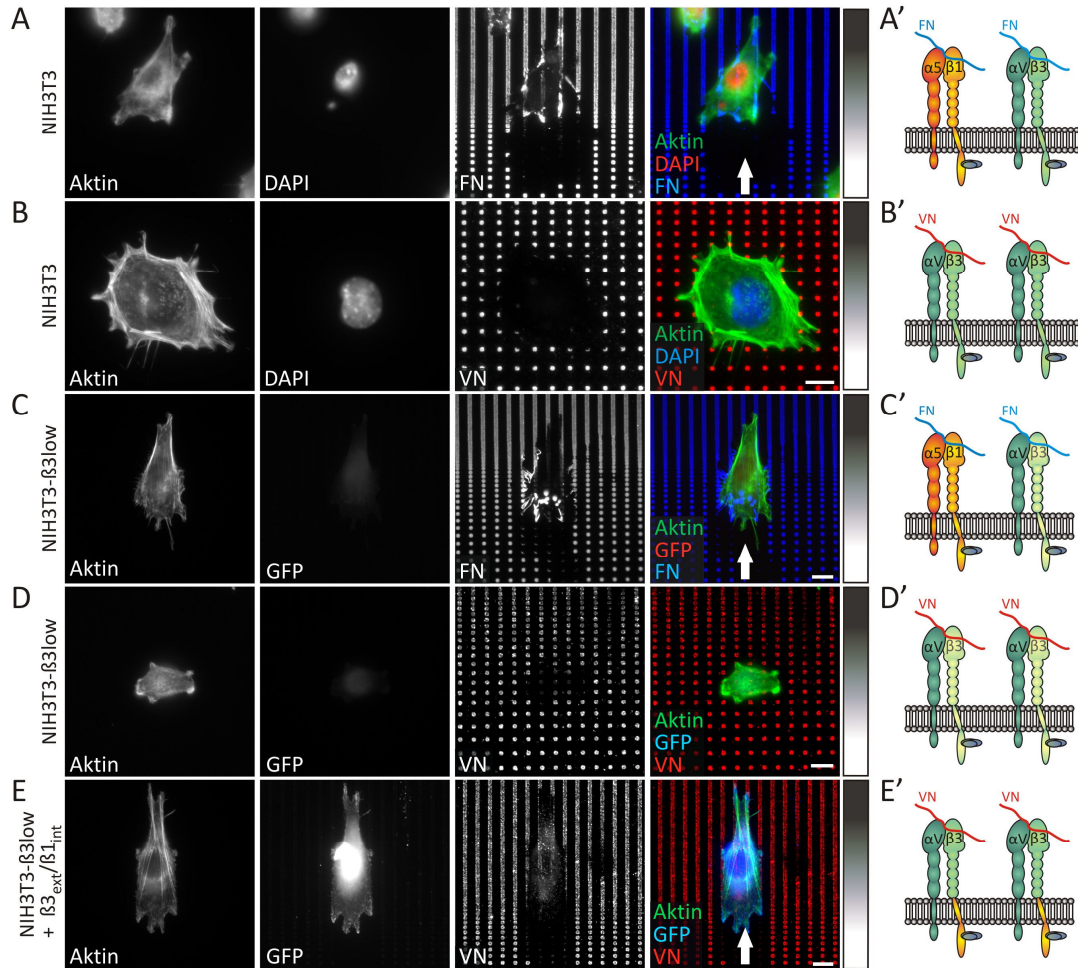 A
NIH3T3
Aktin
DAPI
FN
Aktin
DAPI
FN
A'
FN
α5
β1
FN
αV
β3
B
NIH3T3
Aktin
DAPI
VN
Aktin
DAPI
VN
B'
VN
αV
β3
VN
αV
β3
C
NIH3T3-ß3low
Aktin
GFP
FN
Aktin
GFP
FN
C'
FN
α5
β1
FN
αV
β3
D
NIH3T3-ß3low
Aktin
GFP
VN
Aktin
GFP
VN
D'
VN
αV
β3
VN
αV
β3
E
NIH3T3-ß3low
+ ß3ext/ß1int
Aktin
GFP
VN
Aktin
GFP
VN
E'
VN
αV
β3
VN
αV
β3